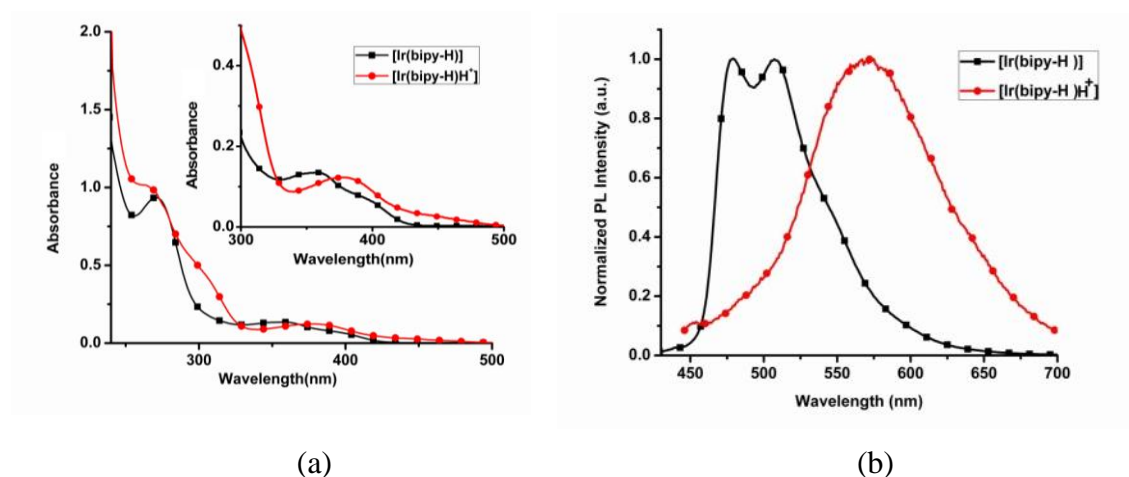 2.0
1.5
1.0
0.5
0.0
Absorbance
300
400
500
Wavelength(nm)
0.4
0.2
0.0
Absorbance
300
400
500
Wavelength(nm)
[Ir(bipy-H)]
[Ir(bipy-H)H⁺]
(a)
1.0
0.8
0.6
0.4
0.2
0.0
Normalized PL Intensity (a.u.)
450
500
550
600
650
700
Wavelength (nm)
[Ir(bipy-H )]
[Ir(bipy-H )H⁺]
(b)